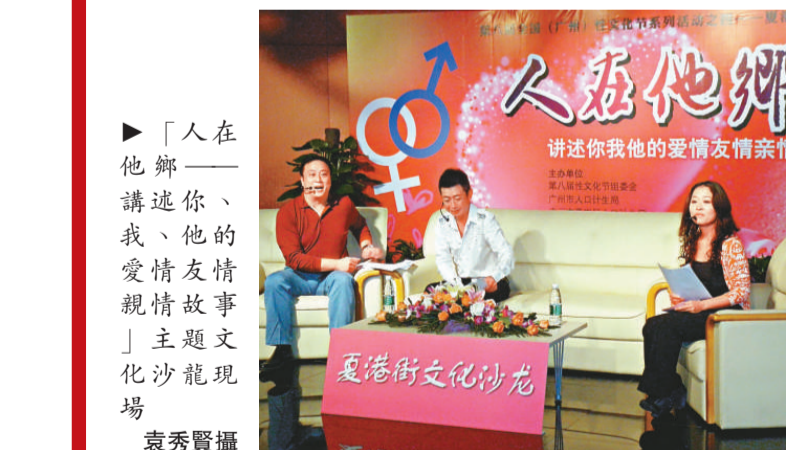 ▶「人在
他鄉——
講述你、
我、他的
愛情友情
親情故事
」主題文
化沙龍現
場
袁秀賢攝
人在他鄉
讲述你我他的爱情友情亲情
主办单位
第八届性文化节组委会
广州市人口计生局
夏港街文化沙龙